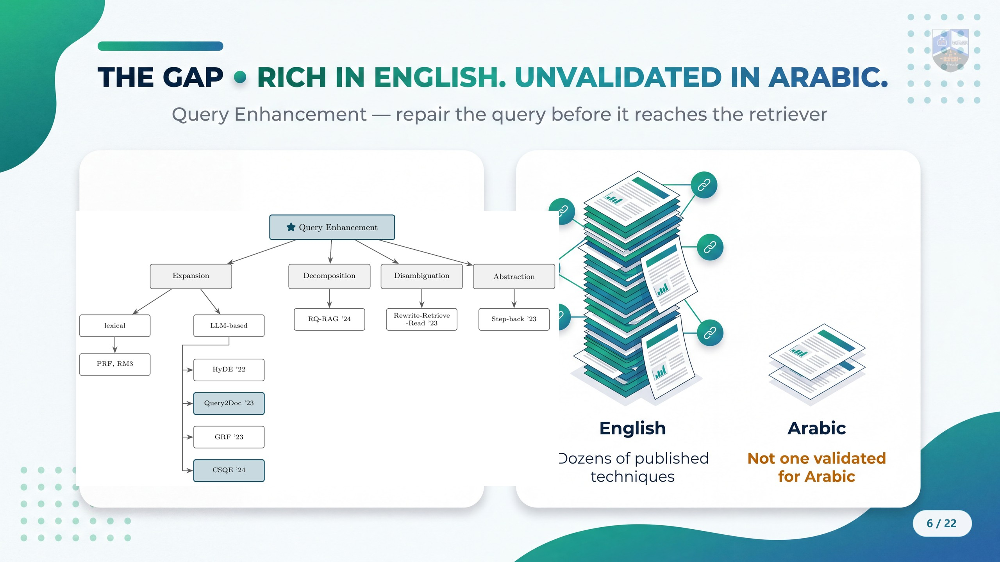 THE GAP • RICH IN ENGLISH. UNVALIDATED IN ARABIC.
Query Enhancement — repair the query before it reaches the retriever
Query Enhancement
Expansion
Decomposition
Disambiguation
Abstraction
lexical
LLM-based
RQ-RAG '24
Rewrite-Retrieve
-Read '23
Step-back '23
PRF, RM3
HyDE '22
Query2Doc '23
GRF '23
CSQE '24
English
Dozens of published
techniques
Arabic
Not one validated
for Arabic
6 / 22